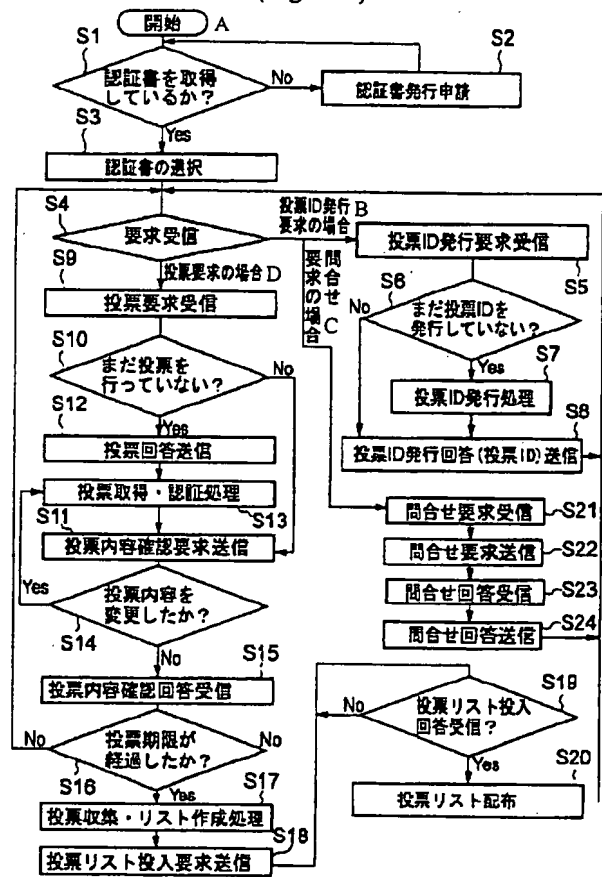 開始 A
S1
認証書を取得
しているか?
No
S2
認証書発行申請
Yes
S3
認証書の選択
S4
要求受信
投票ID発行 B
要求の場合
投票ID発行要求受信
S5
問合せ C
要求の場合
投票要求の場合 D
S9
投票要求受信
S6
No
まだ投票IDを
発行していない?
Yes
S7
投票ID発行処理
S8
投票ID発行回答(投票ID)送信
S10
まだ投票を
行っていない?
No
S12
Yes
投票回答送信
投票取得・認証処理
S11
S13
投票内容確認要求送信
問合せ要求受信
S21
問合せ要求送信
S22
問合せ回答受信
S23
問合せ回答送信
S24
Yes
投票内容を
変更したか?
S14
No
S15
投票内容確認回答受信
No
投票期限が
経過したか?
No
S16
Yes
S17
投票収集・リスト作成処理
S18
投票リスト投入要求送信
S19
No
投票リスト投入
回答受信?
Yes
S20
投票リスト配布